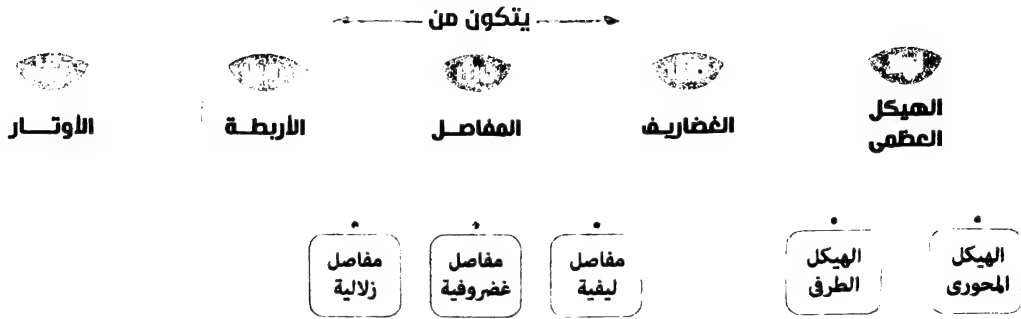 يتكون من
الهيكل
العظمى
الغضاريف
المفاصل
الأربطة
الأوتار
الهيكل
المحورى
الهيكل
الطرفى
مفاصل
ليفية
مفاصل
غضروفية
مفاصل
زلالية